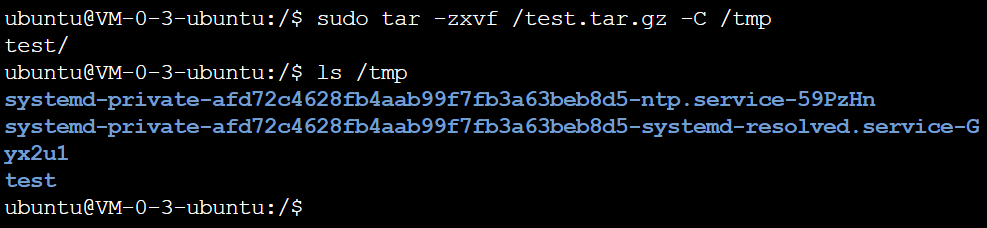 ubuntu@VM-0-3-ubuntu:/$ sudo tar -zxvf /test.tar.gz -C /tmp
test/
ubuntu@VM-0-3-ubuntu:/$ ls /tmp
systemd-private-afd72c4628fb4aab99f7fb3a63beb8d5-ntp.service-59PzHn
systemd-private-afd72c4628fb4aab99f7fb3a63beb8d5-systemd-resolved.service-G
yx2u1
test
ubuntu@VM-0-3-ubuntu:/$